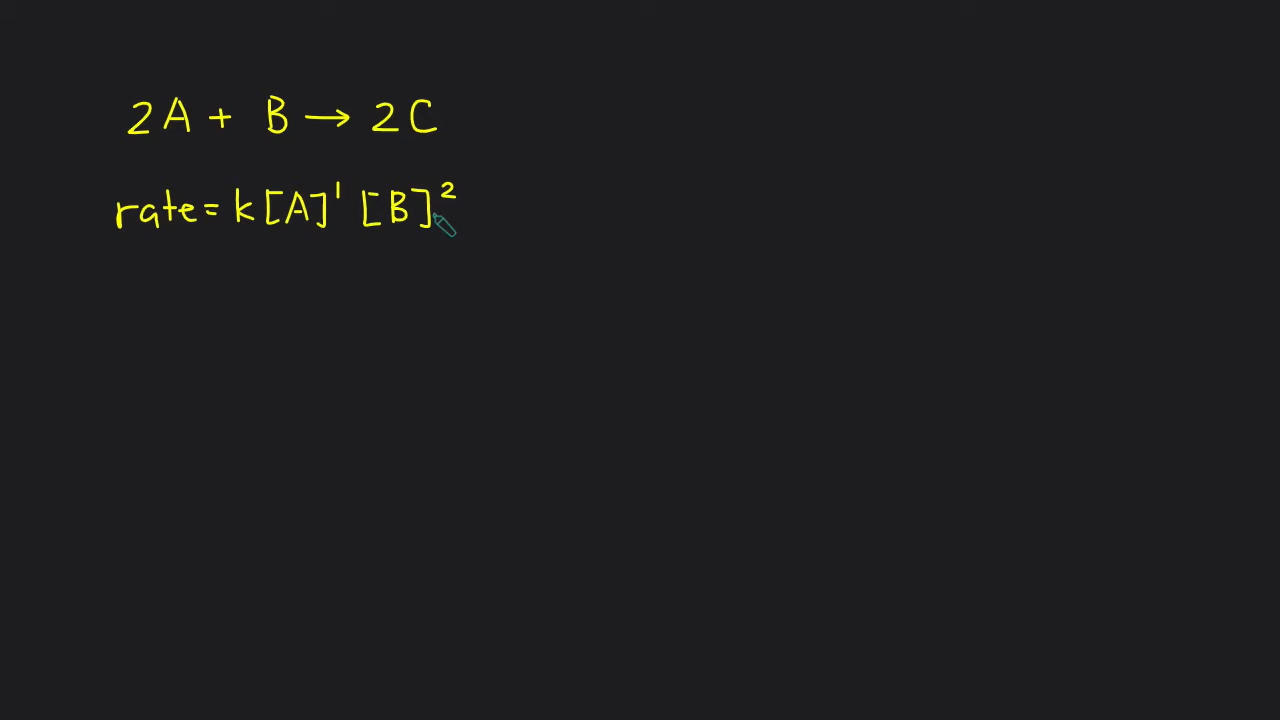 2A + B → 2C
rate = k[A]¹ [B]²